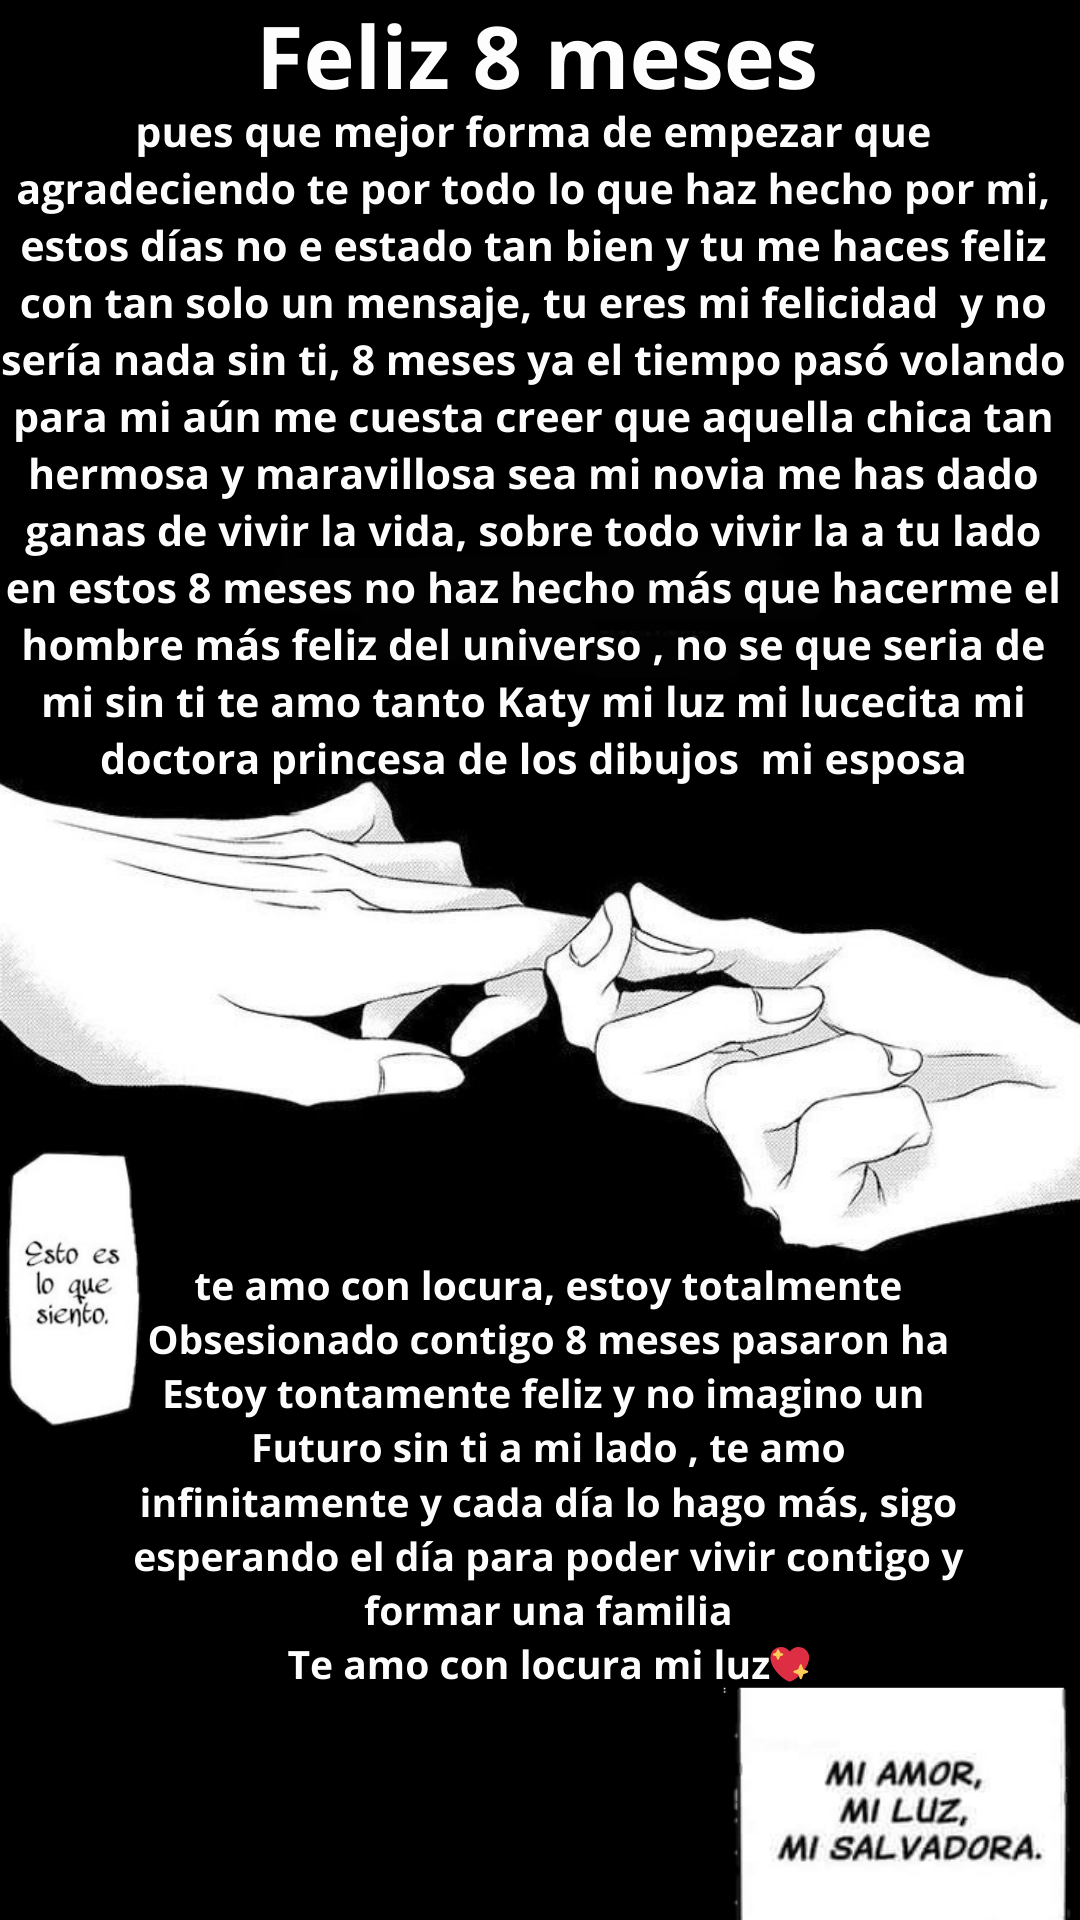 Feliz 8 meses
pues que mejor forma de empezar que
agradeciendo te por todo lo que haz hecho por mi,
estos días no e estado tan bien y tu me haces feliz
con tan solo un mensaje, tu eres mi felicidad  y no
sería nada sin ti, 8 meses ya el tiempo pasó volando
para mi aún me cuesta creer que aquella chica tan
hermosa y maravillosa sea mi novia me has dado
ganas de vivir la vida, sobre todo vivir la a tu lado
en estos 8 meses no haz hecho más que hacerme el
hombre más feliz del universo , no se que seria de
mi sin ti te amo tanto Katy mi luz mi lucecita mi
doctora princesa de los dibujos  mi esposa
Esto es
lo que
siento.
te amo con locura, estoy totalmente
Obsesionado contigo 8 meses pasaron ha
Estoy tontamente feliz y no imagino un
Futuro sin ti a mi lado , te amo
infinitamente y cada día lo hago más, sigo
esperando el día para poder vivir contigo y
formar una familia
Te amo con locura mi luz💖
MI AMOR,
MI LUZ,
MI SALVADORA.